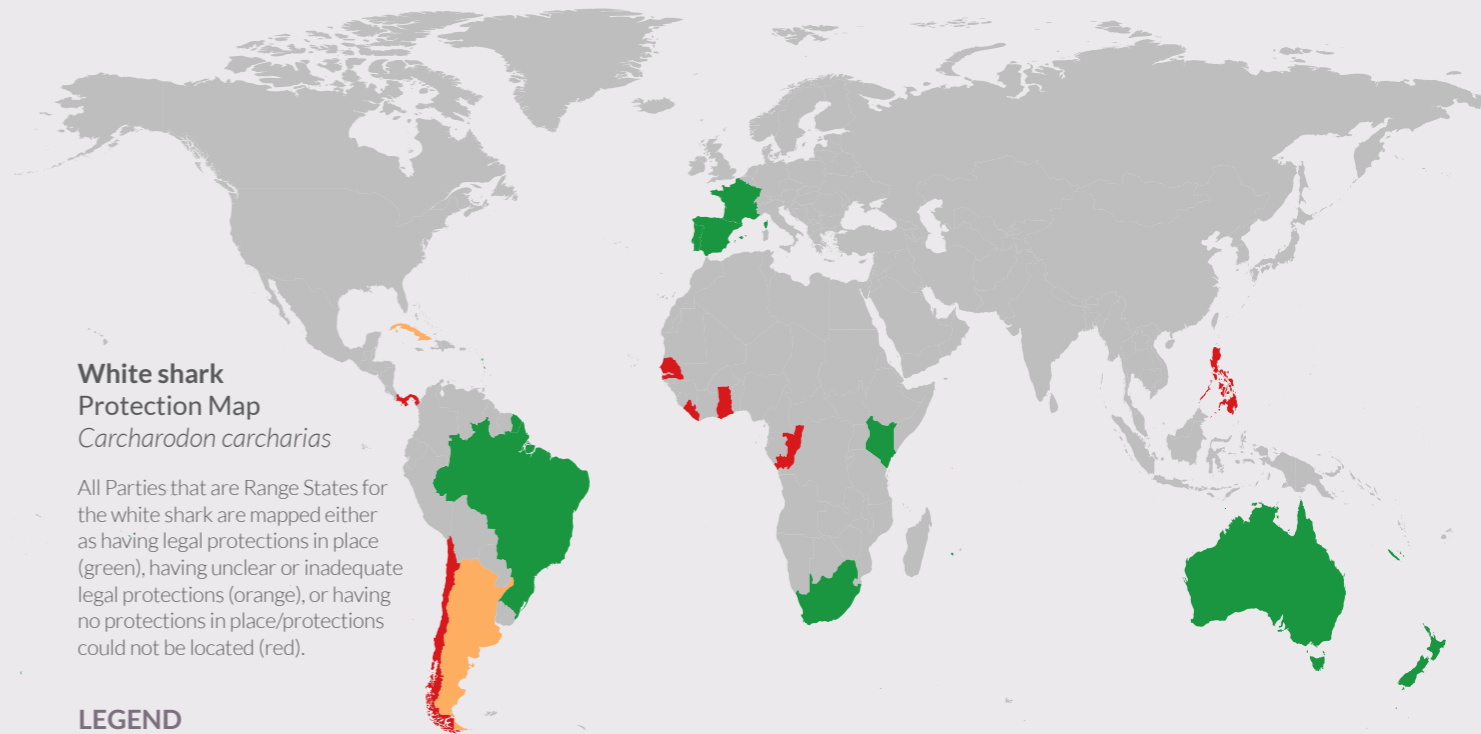 White shark
Protection Map
Carcharodon carcharias
All Parties that are Range States for
the white shark are mapped either
as having legal protections in place
(green), having unclear or inadequate
legal protections (orange), or having
no protections in place/protections
could not be located (red).
LEGEND